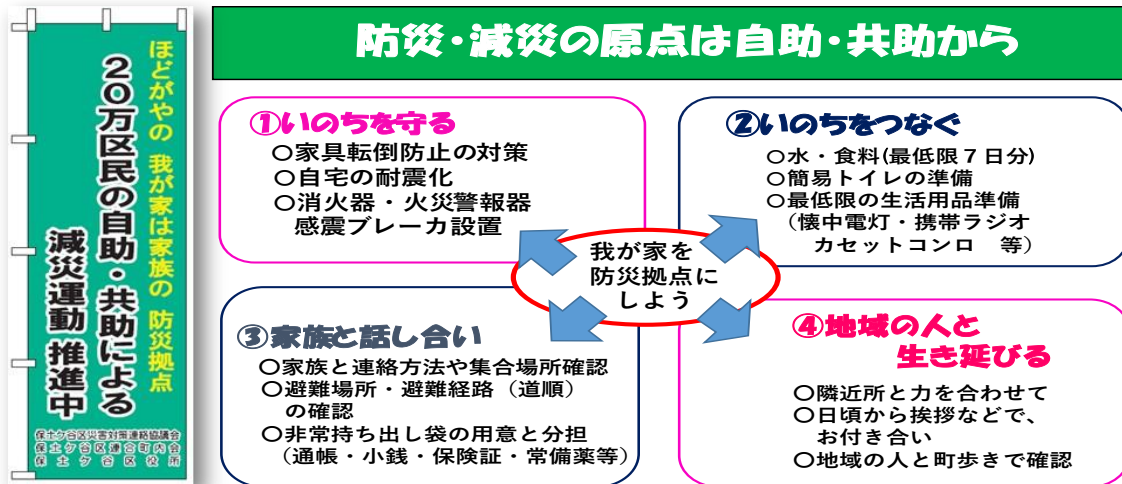 ほどがやの 我が家は家族の 防災拠点
20万区民の自助・共助による
減災運動 推進中
保土ケ谷区災害対策連絡協議会
保土ケ谷区連合町内会
保土ケ谷区役所
防災・減災の原点は自助・共助から
①いのちを守る
○家具転倒防止の対策
○自宅の耐震化
○消火器・火災警報器
感震ブレーカ設置
②いのちをつなぐ
○水・食料(最低限７日分)
○簡易トイレの準備
○最低限の生活用品準備
（懐中電灯・携帯ラジオ
カセットコンロ　等）
我が家を
防災拠点に
しよう
③家族と話し合い
○家族と連絡方法や集合場所確認
○避難場所・避難経路（道順）
の確認
○非常持ち出し袋の用意と分担
（通帳・小銭・保険証・常備薬等）
④地域の人と
生き延びる
○隣近所と力を合わせて
○日頃から挨拶などで、
お付き合い
○地域の人と町歩きで確認